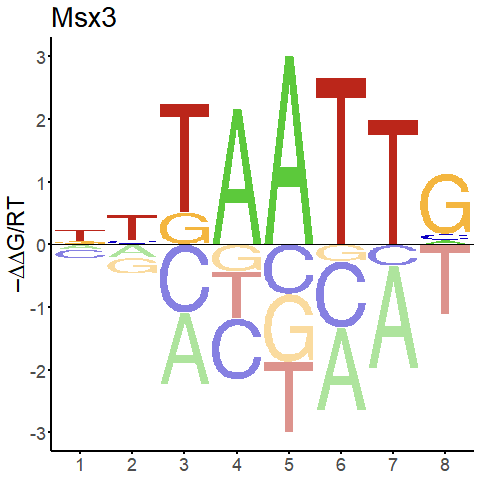 Msx3
−ΔΔG/RT
3
2
1
0
-1
-2
-3
T T T A A T T G
G
A A C G C G C T
C G A T G C A
C T A
1 2 3 4 5 6 7 8